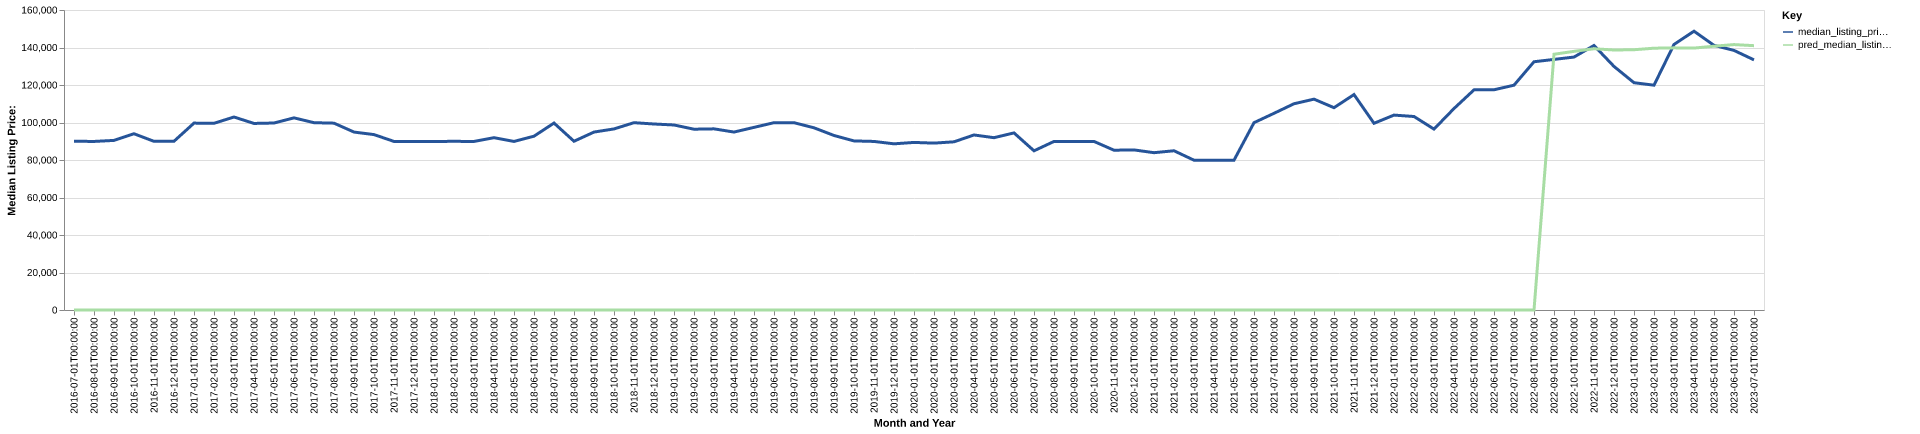 Key
median_listing_pri…
pred_median_listin…
Median Listing Price:
160,000
140,000
120,000
100,000
80,000
60,000
40,000
20,000
0
2016-07-01T00:00:00
2016-08-01T00:00:00
2016-09-01T00:00:00
2016-10-01T00:00:00
2016-11-01T00:00:00
2016-12-01T00:00:00
2017-01-01T00:00:00
2017-02-01T00:00:00
2017-03-01T00:00:00
2017-04-01T00:00:00
2017-05-01T00:00:00
2017-06-01T00:00:00
2017-07-01T00:00:00
2017-08-01T00:00:00
2017-09-01T00:00:00
2017-10-01T00:00:00
2017-11-01T00:00:00
2017-12-01T00:00:00
2018-01-01T00:00:00
2018-02-01T00:00:00
2018-03-01T00:00:00
2018-04-01T00:00:00
2018-05-01T00:00:00
2018-06-01T00:00:00
2018-07-01T00:00:00
2018-08-01T00:00:00
2018-09-01T00:00:00
2018-10-01T00:00:00
2018-11-01T00:00:00
2018-12-01T00:00:00
2019-01-01T00:00:00
2019-02-01T00:00:00
2019-03-01T00:00:00
2019-04-01T00:00:00
2019-05-01T00:00:00
2019-06-01T00:00:00
2019-07-01T00:00:00
2019-08-01T00:00:00
2019-09-01T00:00:00
2019-10-01T00:00:00
2019-11-01T00:00:00
2019-12-01T00:00:00
2020-01-01T00:00:00
2020-02-01T00:00:00
2020-03-01T00:00:00
2020-04-01T00:00:00
2020-05-01T00:00:00
2020-06-01T00:00:00
2020-07-01T00:00:00
2020-08-01T00:00:00
2020-09-01T00:00:00
2020-10-01T00:00:00
2020-11-01T00:00:00
2020-12-01T00:00:00
2021-01-01T00:00:00
2021-02-01T00:00:00
2021-03-01T00:00:00
2021-04-01T00:00:00
2021-05-01T00:00:00
2021-06-01T00:00:00
2021-07-01T00:00:00
2021-08-01T00:00:00
2021-09-01T00:00:00
2021-10-01T00:00:00
2021-11-01T00:00:00
2021-12-01T00:00:00
2022-01-01T00:00:00
2022-02-01T00:00:00
2022-03-01T00:00:00
2022-04-01T00:00:00
2022-05-01T00:00:00
2022-06-01T00:00:00
2022-07-01T00:00:00
2022-08-01T00:00:00
2022-09-01T00:00:00
2022-10-01T00:00:00
2022-11-01T00:00:00
2022-12-01T00:00:00
2023-01-01T00:00:00
2023-02-01T00:00:00
2023-03-01T00:00:00
2023-04-01T00:00:00
2023-05-01T00:00:00
2023-06-01T00:00:00
2023-07-01T00:00:00
Month and Year